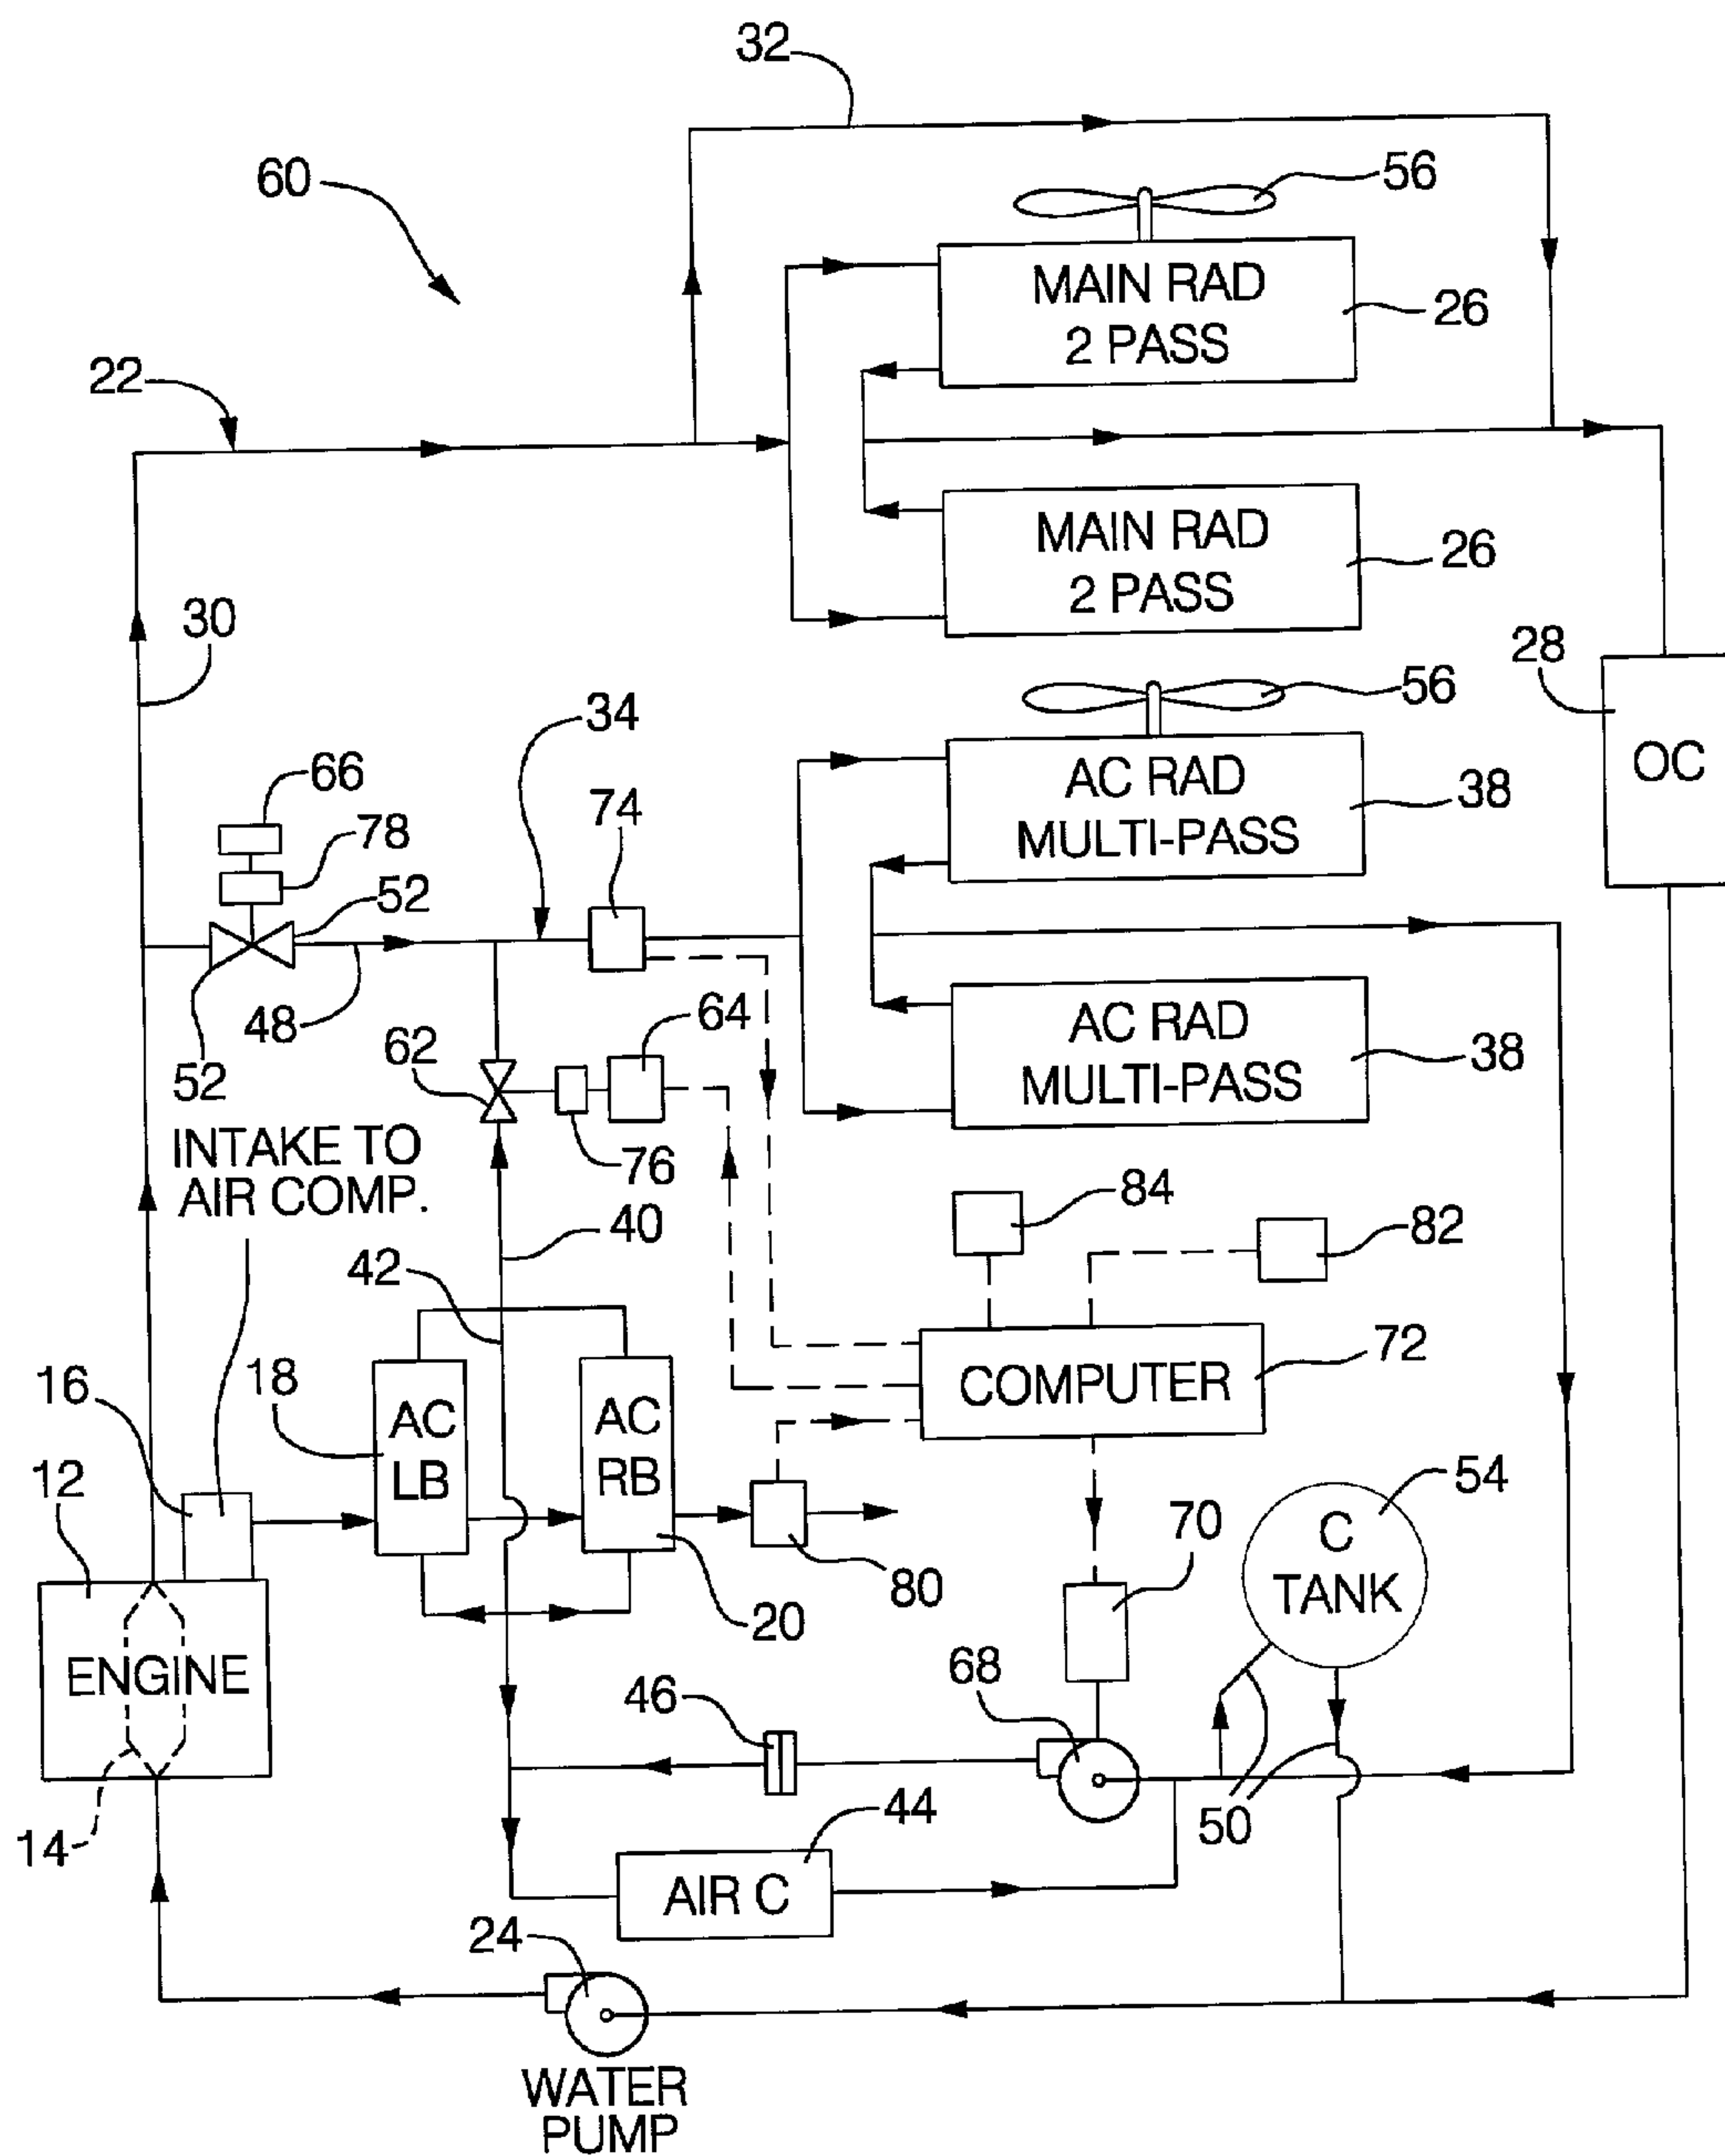 32
60
56
MAIN RAD
2 PASS
26
22
MAIN RAD
2 PASS
26
30
28
OC
56
34
66
78
74
AC RAD
MULTI-PASS
38
52
48
64
62
52
AC RAD
MULTI-PASS
38
INTAKE TO
AIR COMP.
76
84
40
82
42
16
18
AC
LB
AC
RB
COMPUTER
72
12
54
C
TANK
70
80
20
ENGINE
46
68
14
44
50
AIR C
24
WATER
PUMP